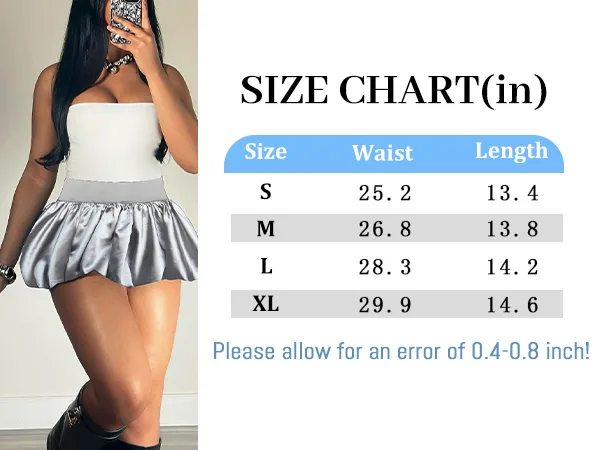 SIZE CHART(in)
Size Waist Length
S 25.2 13.4
M 26.8 13.8
L 28.3 14.2
XL 29.9 14.6
Please allow for an error of 0.4-0.8 inch!